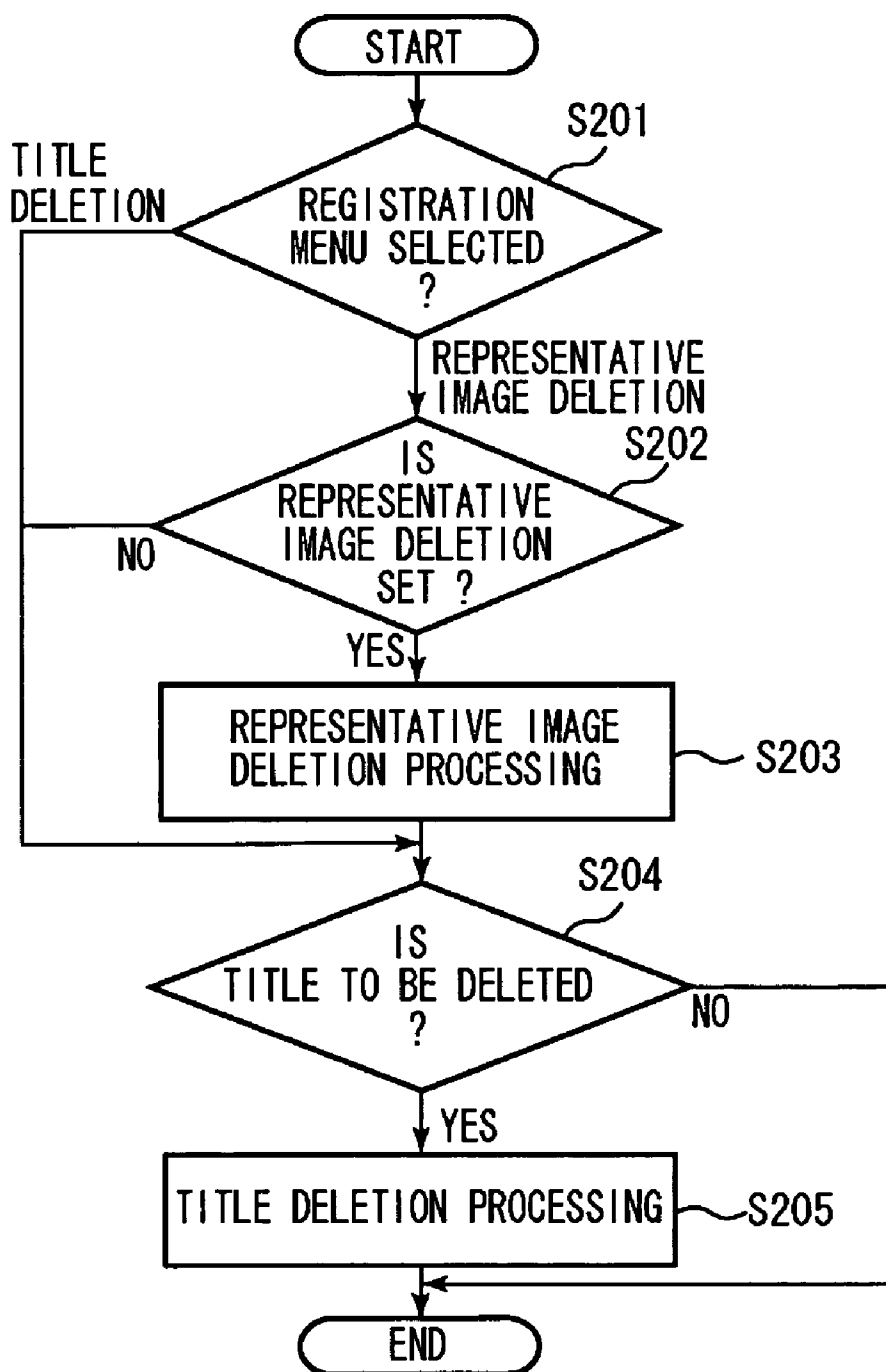 START
S201
TITLE
DELETION
REGISTRATION
MENU SELECTED
?
REPRESENTATIVE
IMAGE DELETION
S202
IS
REPRESENTATIVE
IMAGE DELETION
SET ?
NO
YES
REPRESENTATIVE IMAGE
DELETION PROCESSING
S203
S204
IS
TITLE TO BE DELETED
?
NO
YES
TITLE DELETION PROCESSING
S205
END